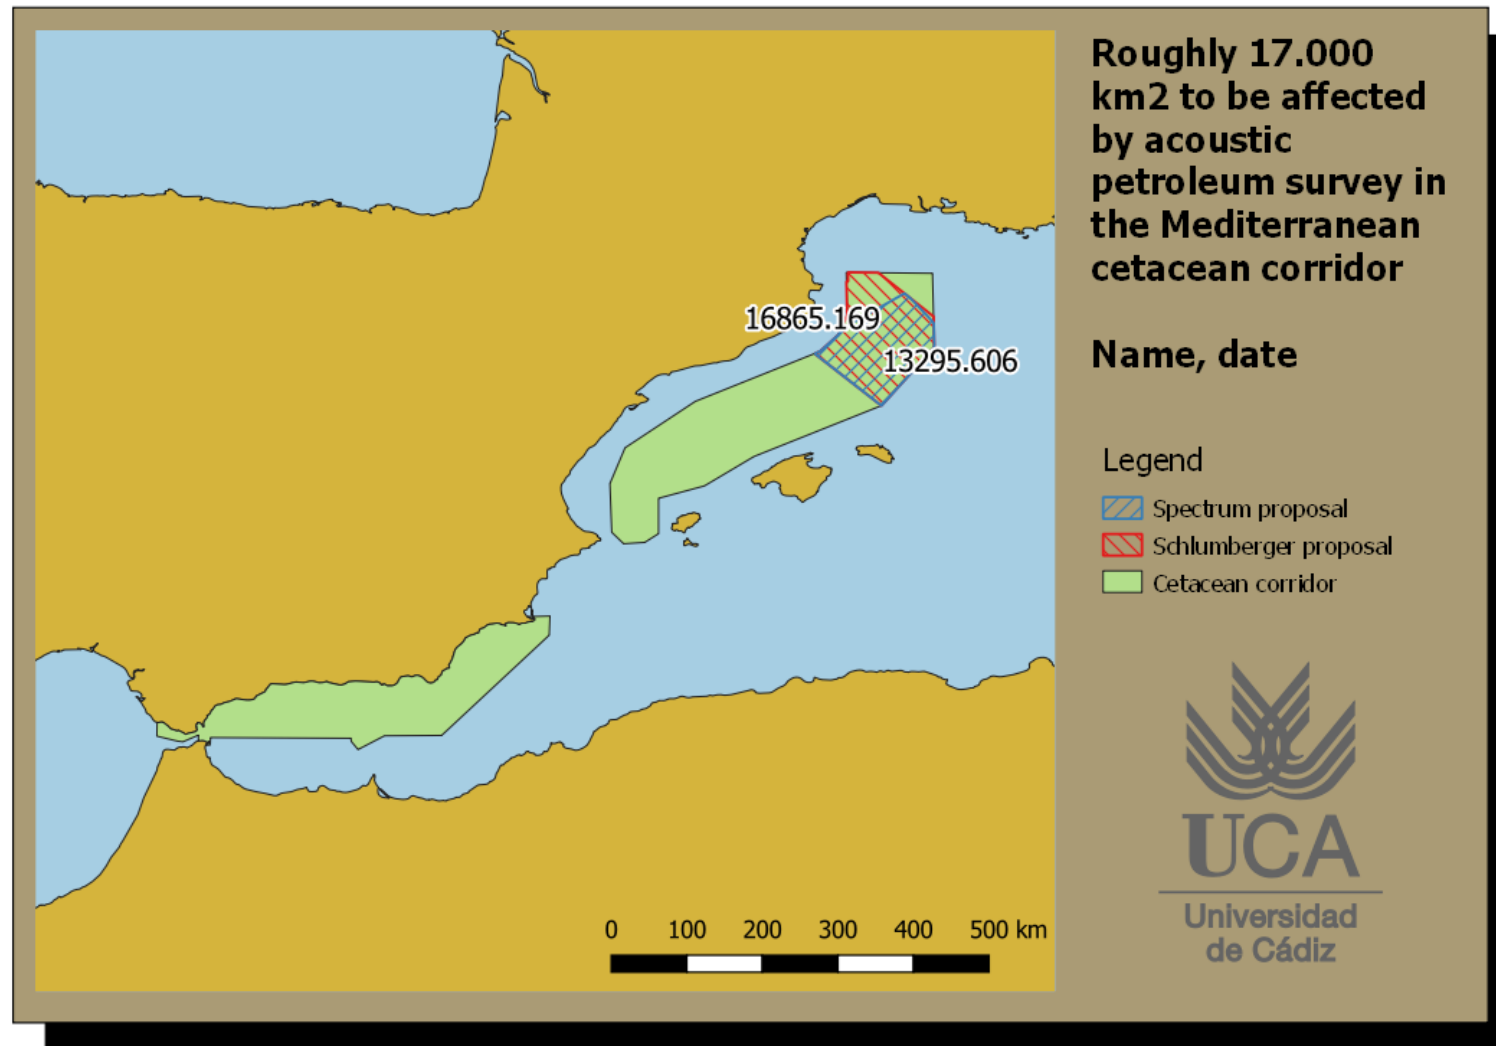 Roughly 17.000
km2 to be affected
by acoustic
petroleum survey in
the Mediterranean
cetacean corridor
Name, date
16865.169
13295.606
Legend
Spectrum proposal
Schlumberger proposal
Cetacean corridor
0 100 200 300 400 500 km
UCA
Universidad
de Cádiz